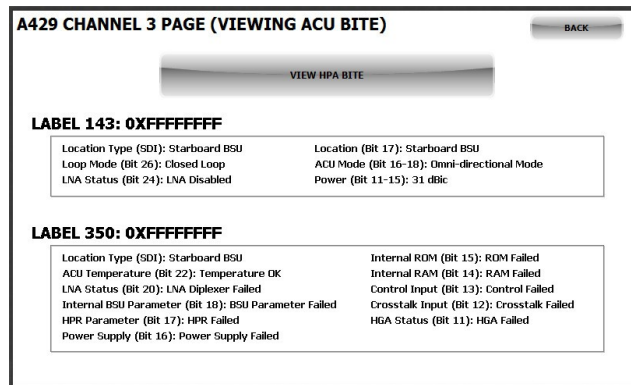 A429 CHANNEL 3 PAGE (VIEWING ACU BITE)
BACK
VIEW HPA BITE
LABEL 143: 0XFFFFFFFF
Location Type (SDI): Starboard BSU
Location (Bit 17): Starboard BSU
Loop Mode (Bit 26): Closed Loop
ACU Mode (Bit 16-18): Omni-directional Mode
LNA Status (Bit 24): LNA Disabled
Power (Bit 11-15): 31 dBic
LABEL 350: 0XFFFFFFFF
Location Type (SDI): Starboard BSU
Internal ROM (Bit 15): ROM Failed
ACU Temperature (Bit 22): Temperature OK
Internal RAM (Bit 14): RAM Failed
LNA Status (Bit 20): LNA Diplexer Failed
Control Input (Bit 13): Control Failed
Internal BSU Parameter (Bit 18): BSU Parameter Failed
Crosstalk Input (Bit 12): Crosstalk Failed
HPR Parameter (Bit 17): HPR Failed
HGA Status (Bit 11): HGA Failed
Power Supply (Bit 16): Power Supply Failed